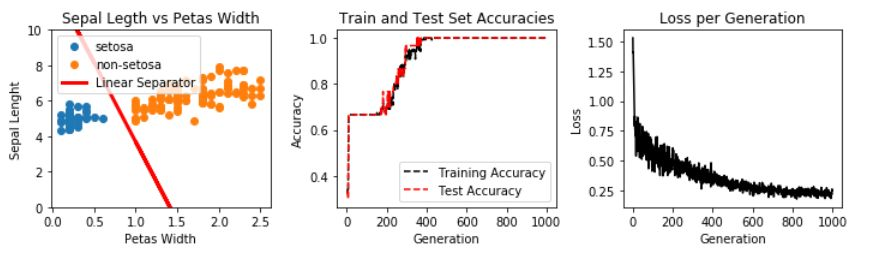 Sepal Legth vs Petas Width
Sepal Lenght
10
8
6
4
2
0
setosa
non-setosa
Linear Separator
0.0 0.5 1.0 1.5 2.0 2.5
Petas Width
Train and Test Set Accuracies
Accuracy
1.0
0.8
0.6
0.4
Training Accuracy
Test Accuracy
0 200 400 600 800 1000
Generation
Loss per Generation
Loss
1.50
1.25
1.00
0.75
0.50
0.25
0 200 400 600 800 1000
Generation